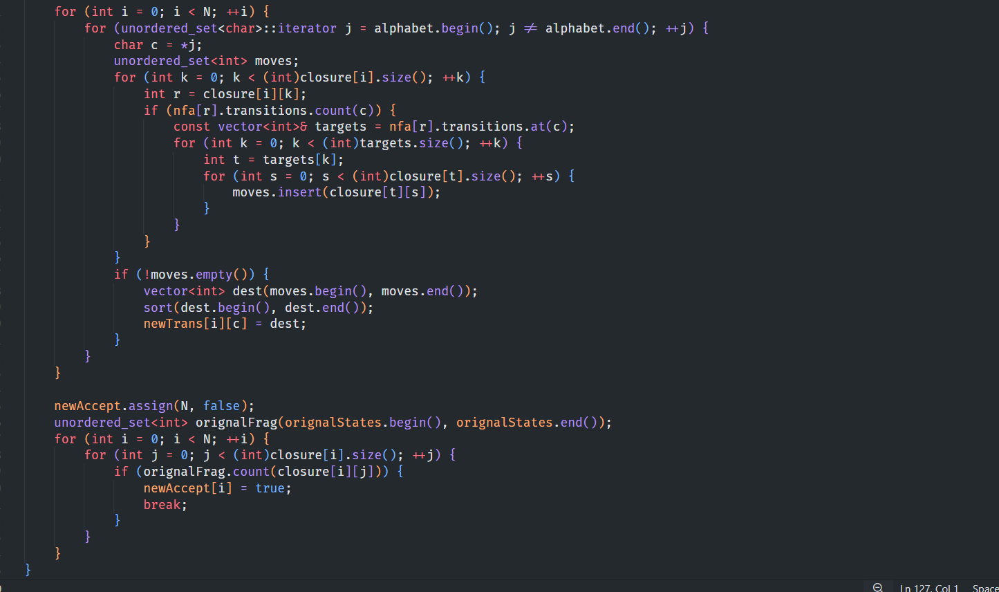 for (int i = 0; i < N; ++i) {
for (unordered_set<char>::iterator j = alphabet.begin(); j != alphabet.end(); ++j) {
char c = *j;
unordered_set<int> moves;
for (int k = 0; k < (int)closure[i].size(); ++k) {
int r = closure[i][k];
if (nfa[r].transitions.count(c)) {
const vector<int>& targets = nfa[r].transitions.at(c);
for (int k = 0; k < (int)targets.size(); ++k) {
int t = targets[k];
for (int s = 0; s < (int)closure[t].size(); ++s) {
moves.insert(closure[t][s]);
}
}
}
}
if (!moves.empty()) {
vector<int> dest(moves.begin(), moves.end());
sort(dest.begin(), dest.end());
newTrans[i][c] = dest;
}
}
}
newAccept.assign(N, false);
unordered_set<int> orignalFrag(orignalStates.begin(), orignalStates.end());
for (int i = 0; i < N; ++i) {
for (int j = 0; j < (int)closure[i].size(); ++j) {
if (orignalFrag.count(closure[i][j])) {
newAccept[i] = true;
break;
}
}
}
}
Ln 127, Col 1 Space